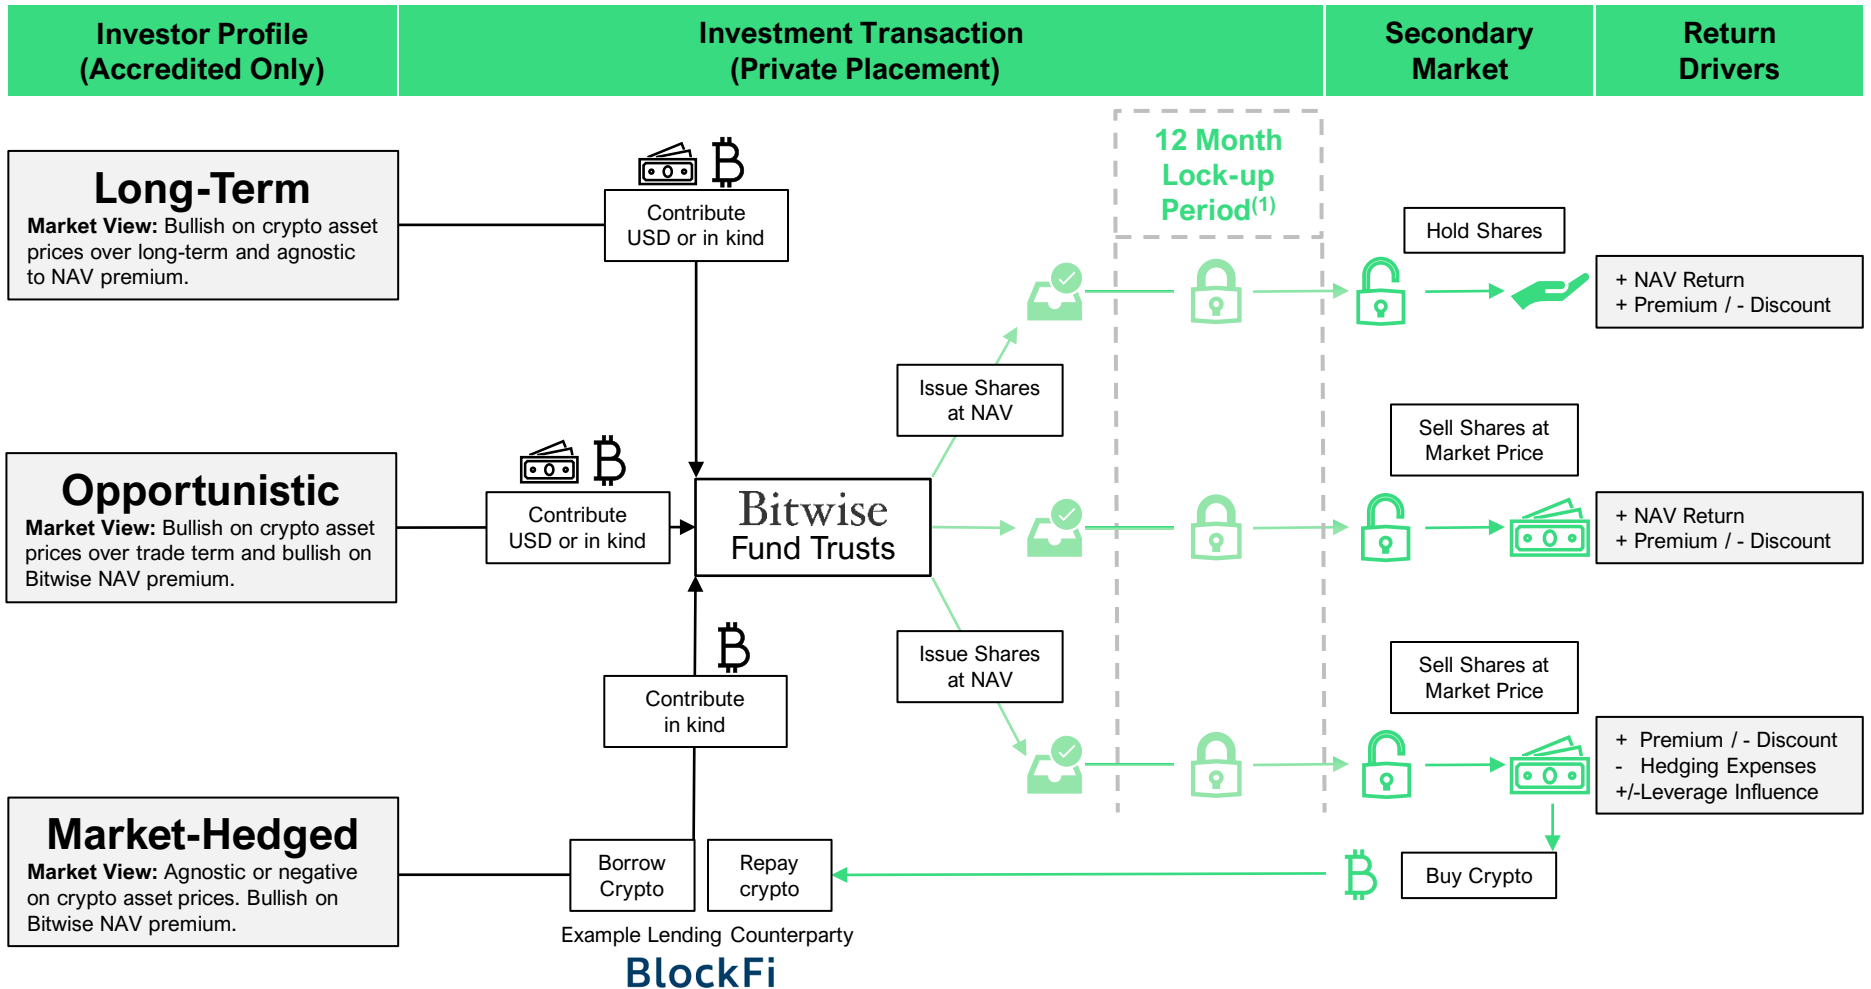 Investor Profile
(Accredited Only)
Investment Transaction
(Private Placement)
Secondary
Market
Return
Drivers
12 Month
Lock-up
Period(1)
Long-Term
Market View: Bullish on crypto asset
prices over long-term and agnostic
to NAV premium.
Contribute
USD or in kind
Hold Shares
+ NAV Return
+ Premium / - Discount
Issue Shares
at NAV
Opportunistic
Market View: Bullish on crypto asset
prices over trade term and bullish on
Bitwise NAV premium.
Contribute
USD or in kind
Bitwise
Fund Trusts
Sell Shares at
Market Price
+ NAV Return
+ Premium / - Discount
Issue Shares
at NAV
Contribute
in kind
Sell Shares at
Market Price
+ Premium / - Discount
- Hedging Expenses
+/-Leverage Influence
Market-Hedged
Market View: Agnostic or negative
on crypto asset prices. Bullish on
Bitwise NAV premium.
Borrow
Crypto
Repay
crypto
Buy Crypto
Example Lending Counterparty
BlockFi